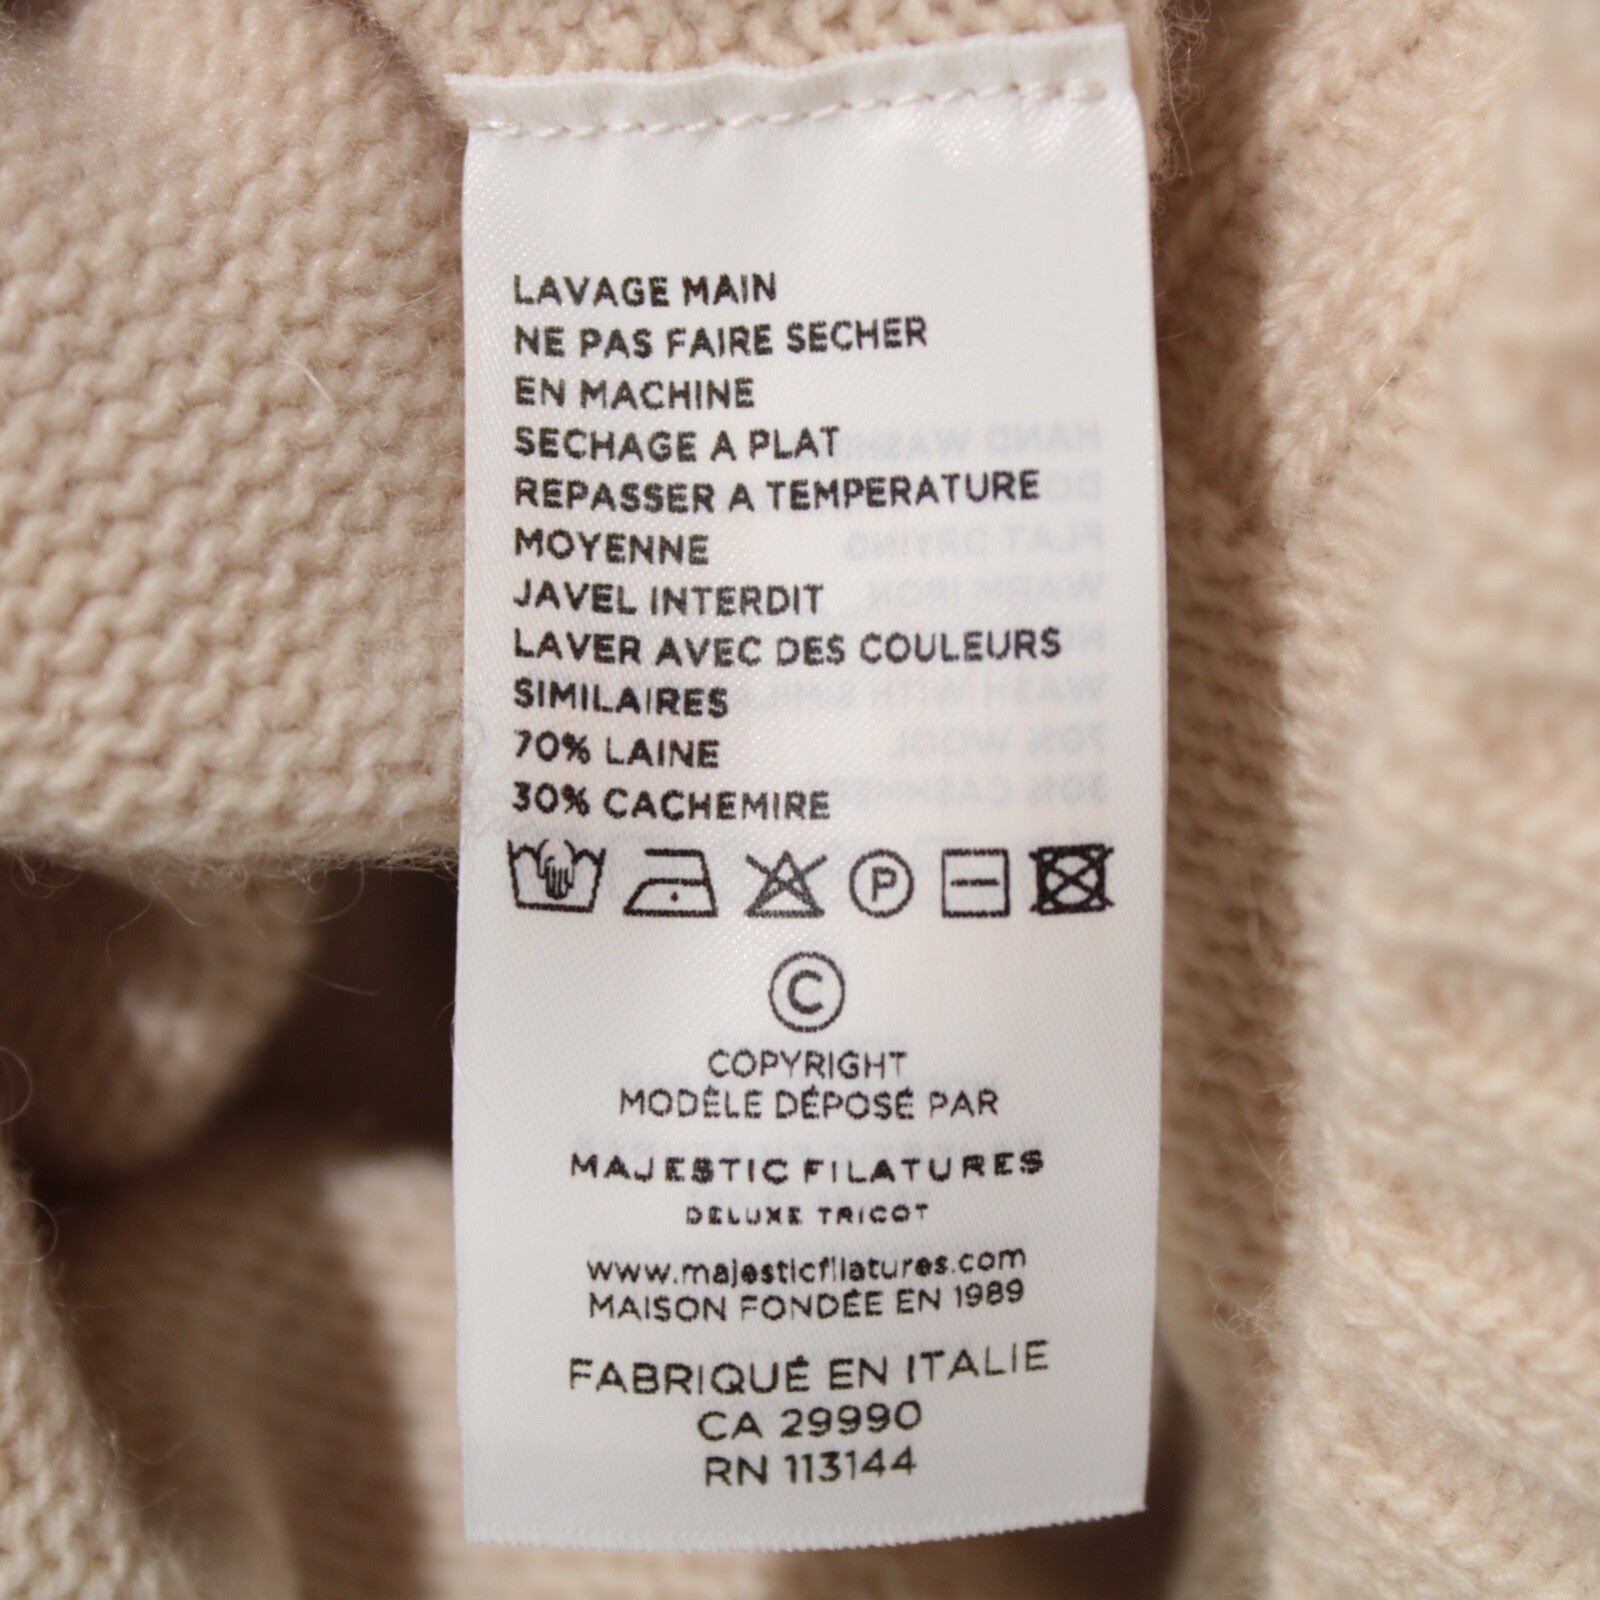 LAVAGE MAIN
NE PAS FAIRE SECHER
EN MACHINE
SECHAGE A PLAT
REPASSER A TEMPERATURE
MOYENNE
JAVEL INTERDIT
LAVER AVEC DES COULEURS
SIMILAIRES
70% LAINE
30% CACHEMIRE
P
©
COPYRIGHT
MODÈLE DÉPOSÉ PAR
MAJESTIC FILATURES
DELUXE TRICOT
www.majesticfilatures.com
MAISON FONDÉE EN 1989
FABRIQUÉ EN ITALIE
CA 29990
RN 113144